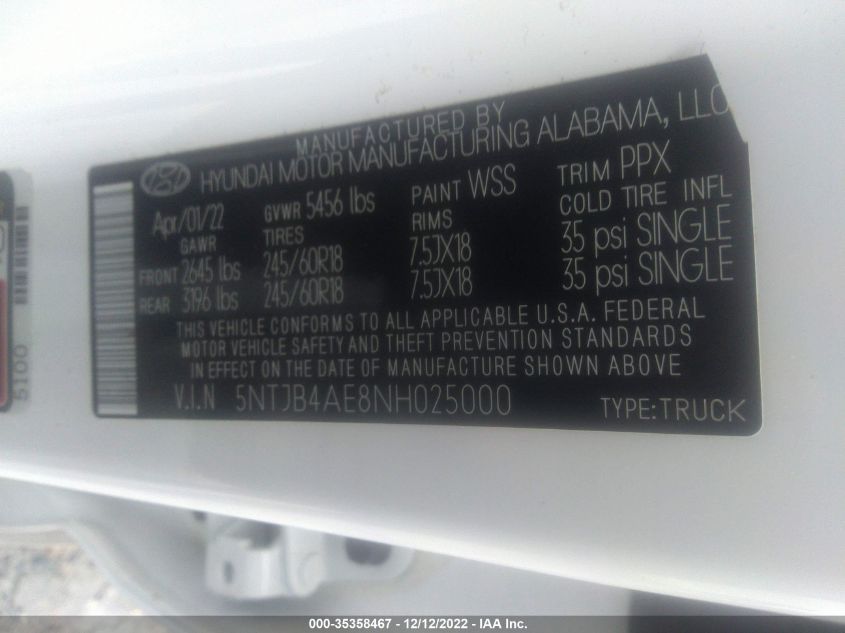 MANUFACTURED BY
HYUNDAI MOTOR MANUFACTURING ALABAMA, LLC
Apr/01/22 GVWR 5456 lbs PAINT WSS TRIM PPX
GAWR TIRES RIMS COLD TIRE INFL
FRONT 2645 lbs 245/60R18 7.5JX18 35 psi SINGLE
REAR 3196 lbs 245/60R18 7.5JX18 35 psi SINGLE
THIS VEHICLE CONFORMS TO ALL APPLICABLE U.S.A. FEDERAL
MOTOR VEHICLE SAFETY AND THEFT PREVENTION STANDARDS
IN EFFECT ON THE DATE OF MANUFACTURE SHOWN ABOVE
V.I.N 5NTJB4AE8NH025000 TYPE:TRUCK
5100
000-35358467 - 12/12/2022 - IAA Inc.